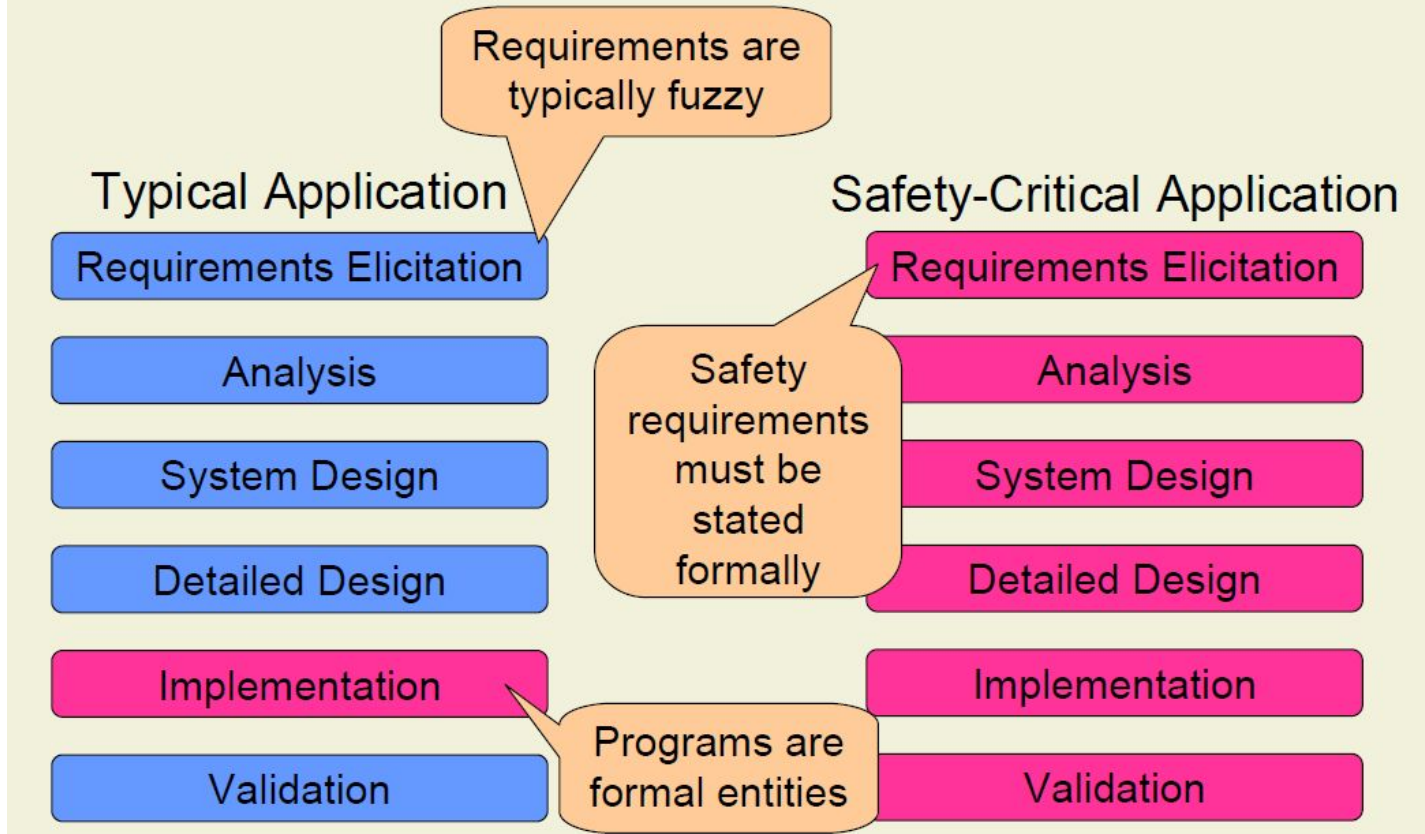 Requirements are
typically fuzzy
Typical Application
Requirements Elicitation
Analysis
System Design
Detailed Design
Implementation
Validation
Programs are
formal entities
Safety-Critical Application
Requirements Elicitation
Safety
requirements
must be
stated
formally
Analysis
System Design
Detailed Design
Implementation
Validation